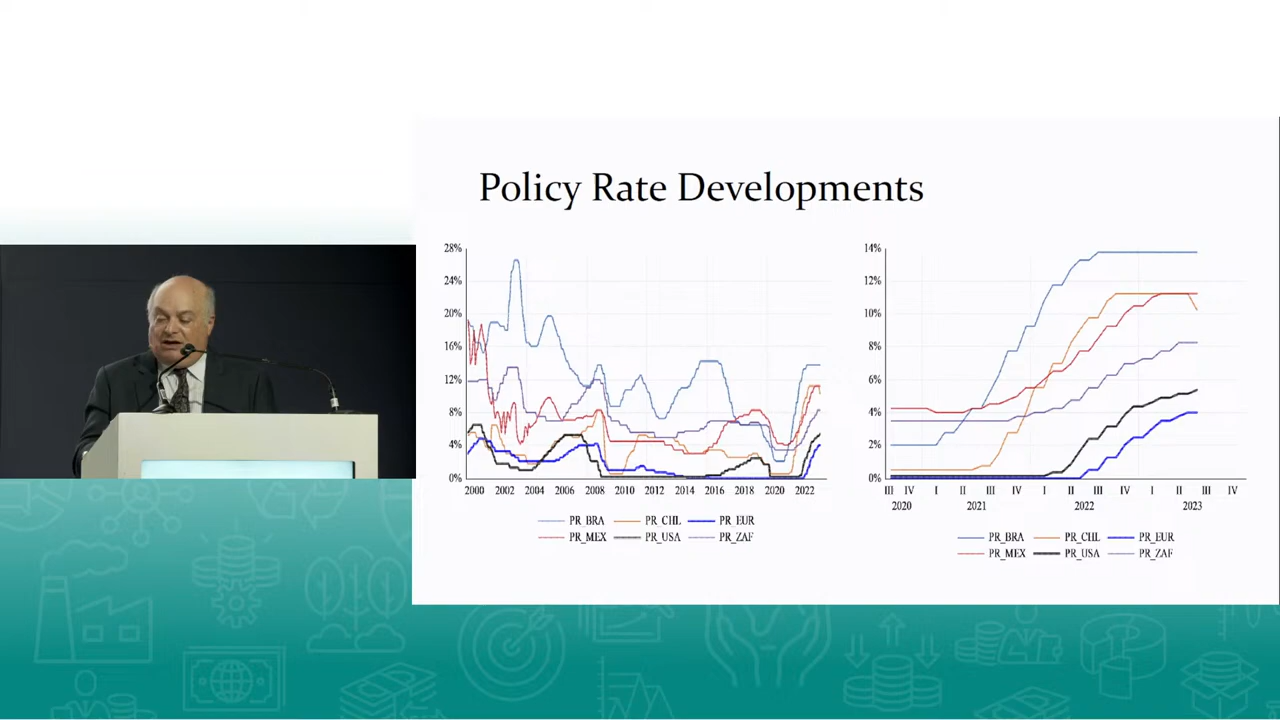 Policy Rate Developments
28%
24%
20%
16%
12%
8%
4%
0%
2000 2002 2004 2006 2008 2010 2012 2014 2016 2018 2020 2022
PR_BRA PR_CHL PR_EUR
PR_MEX PR_USA PR_ZAF
14%
12%
10%
8%
6%
4%
2%
0%
III IV I II III IV I II III IV I II III IV
2020 2021 2022 2023
PR_BRA PR_CHL PR_EUR
PR_MEX PR_USA PR_ZAF